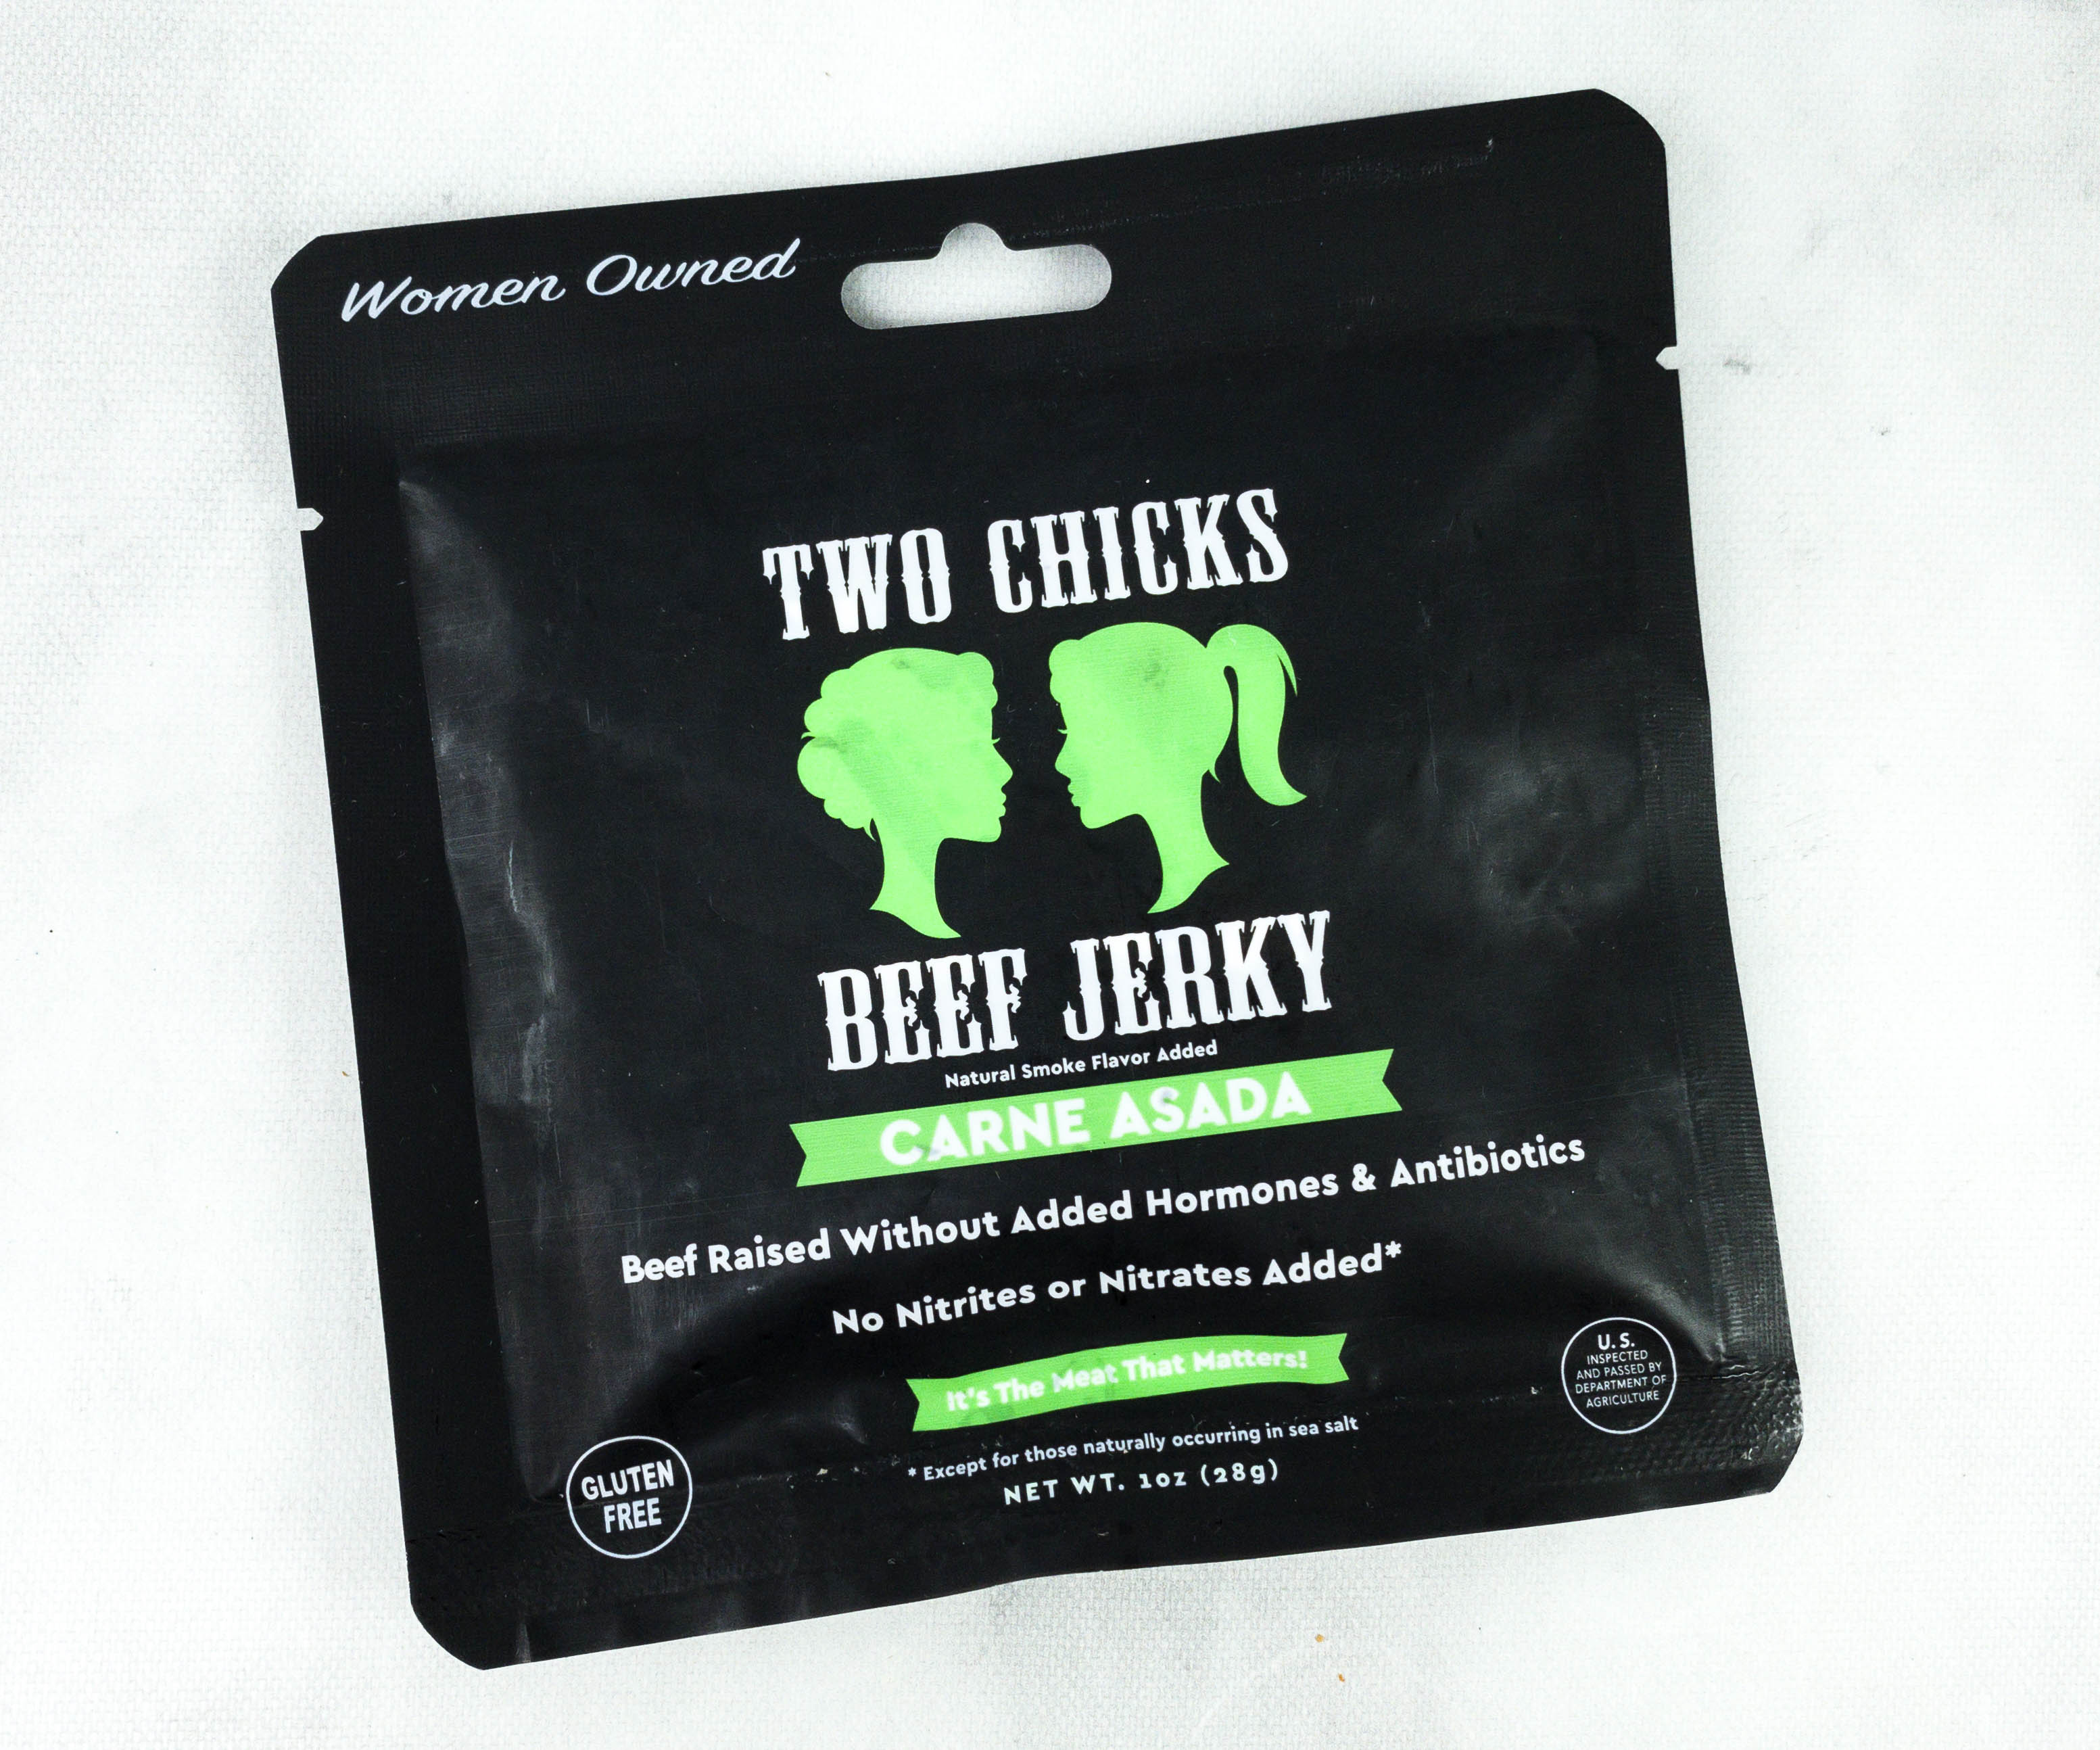 Women Owned
TWO CHICKS
BEEF JERKY
Natural Smoke Flavor Added
CARNE ASADA
Beef Raised Without Added Hormones & Antibiotics
No Nitrites or Nitrates Added*
It's The Meat That Matters!
* Except for those naturally occurring in sea salt
NET WT. 1oz (28g)
GLUTEN
FREE
U. S.
INSPECTED
AND PASSED BY
DEPARTMENT OF
AGRICULTURE